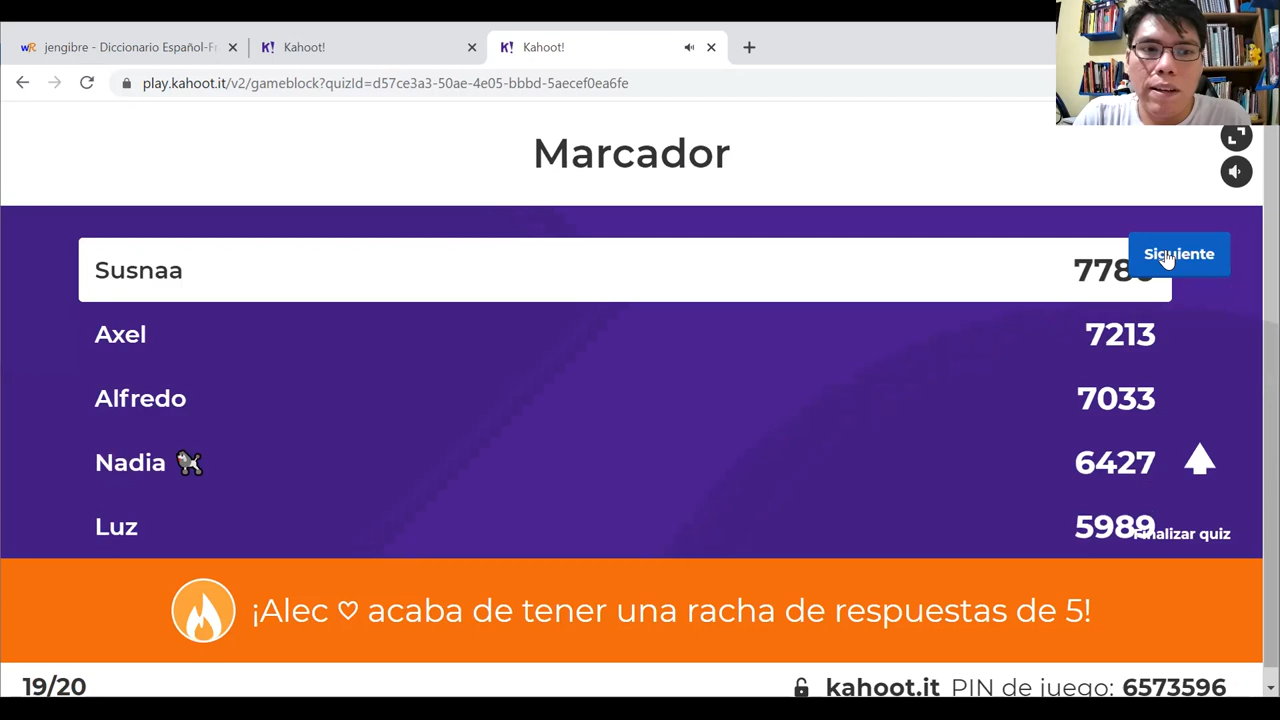 jengibre - Diccionario Español-Fr
Kahoot!
Kahoot!
play.kahoot.it/v2/gameblock?quizId=d57ce3a3-50ae-4e05-bbbd-5aecef0ea6fe
Marcador
Siguiente
Susnaa
Axel 7213
Alfredo 7033
Nadia 6427
Luz 5989
Finalizar quiz
¡Alec ♡ acaba de tener una racha de respuestas de 5!
19/20
kahoot.it PIN de juego: 6573596